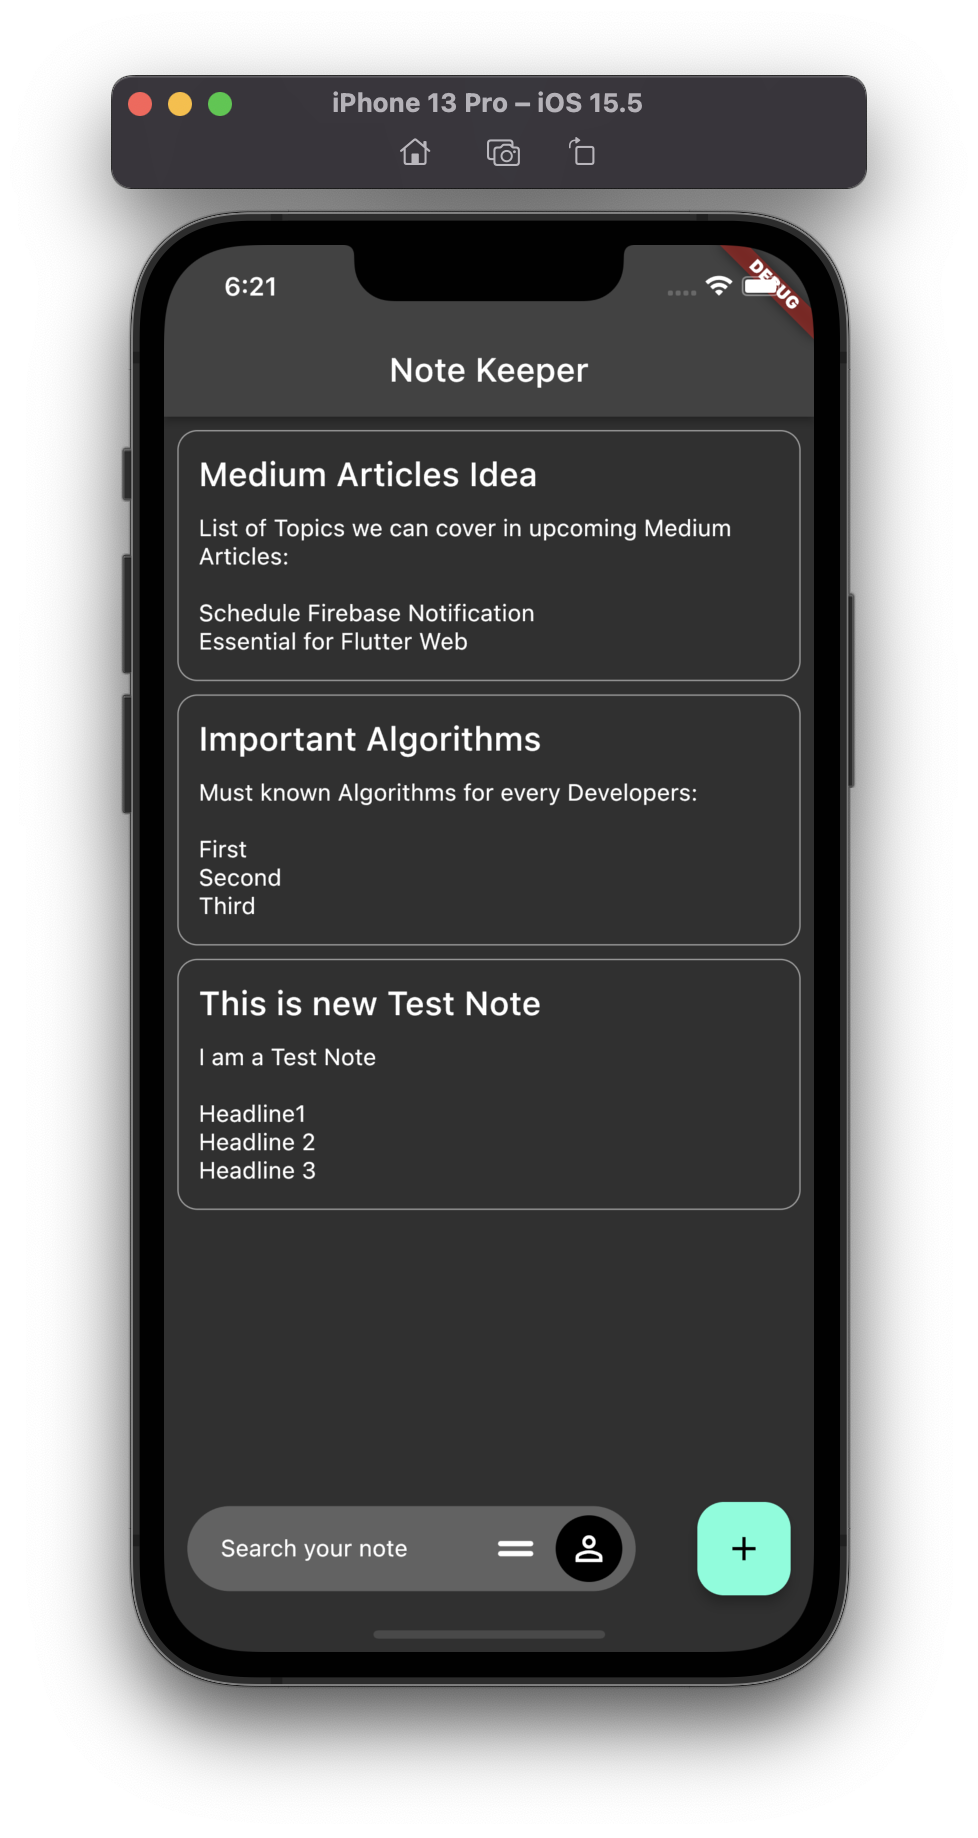 iPhone 13 Pro – iOS 15.5
6:21
DEBUG
Note Keeper
Medium Articles Idea
List of Topics we can cover in upcoming Medium
Articles:
Schedule Firebase Notification
Essential for Flutter Web
Important Algorithms
Must known Algorithms for every Developers:
First
Second
Third
This is new Test Note
I am a Test Note
Headline1
Headline 2
Headline 3
Search your note